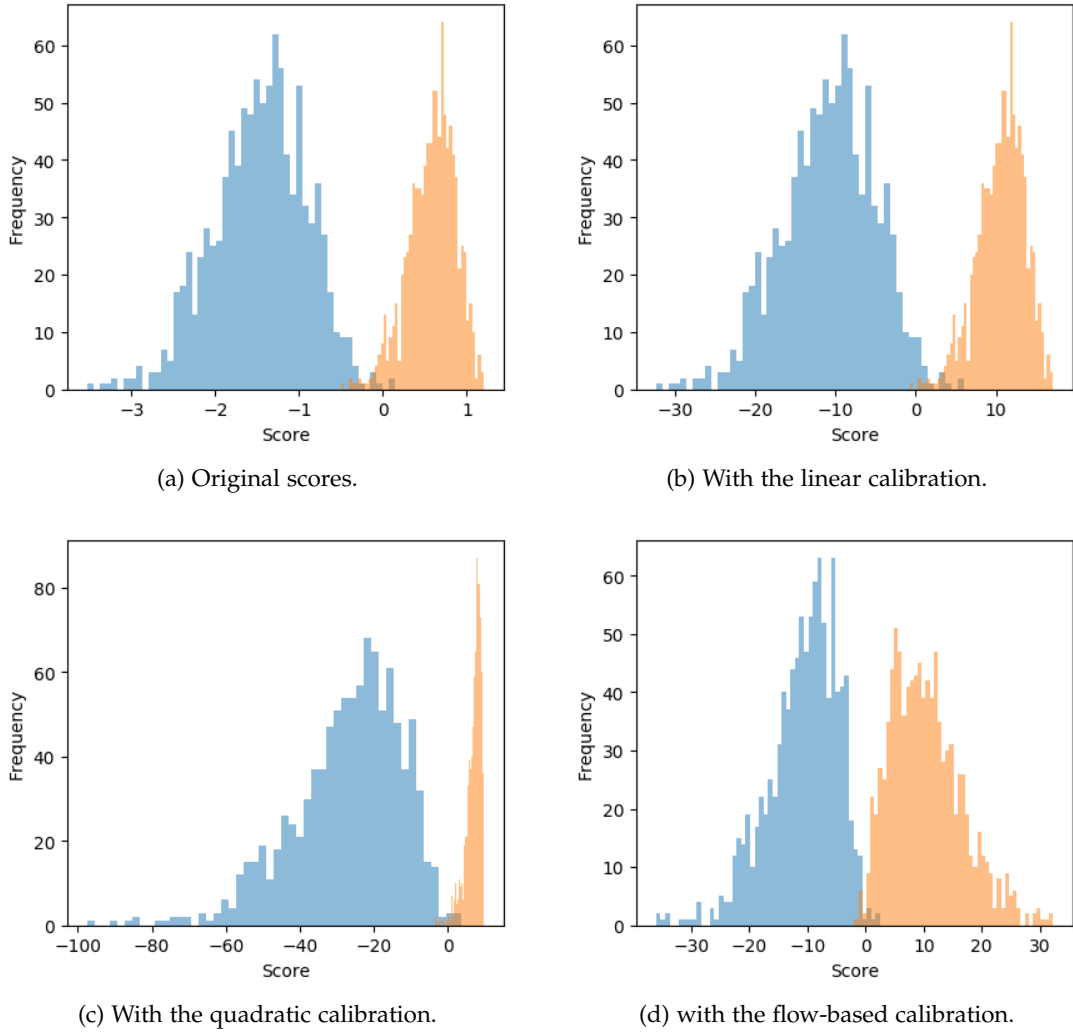 60
50
40
30
20
10
0
Frequency
−3 −2 −1 0 1
Score
(a) Original scores.
60
50
40
30
20
10
0
Frequency
−30 −20 −10 0 10
Score
(b) With the linear calibration.
80
60
40
20
0
Frequency
−100 −80 −60 −40 −20 0
Score
(c) With the quadratic calibration.
60
50
40
30
20
10
0
Frequency
−30 −20 −10 0 10 20 30
Score
(d) with the flow-based calibration.